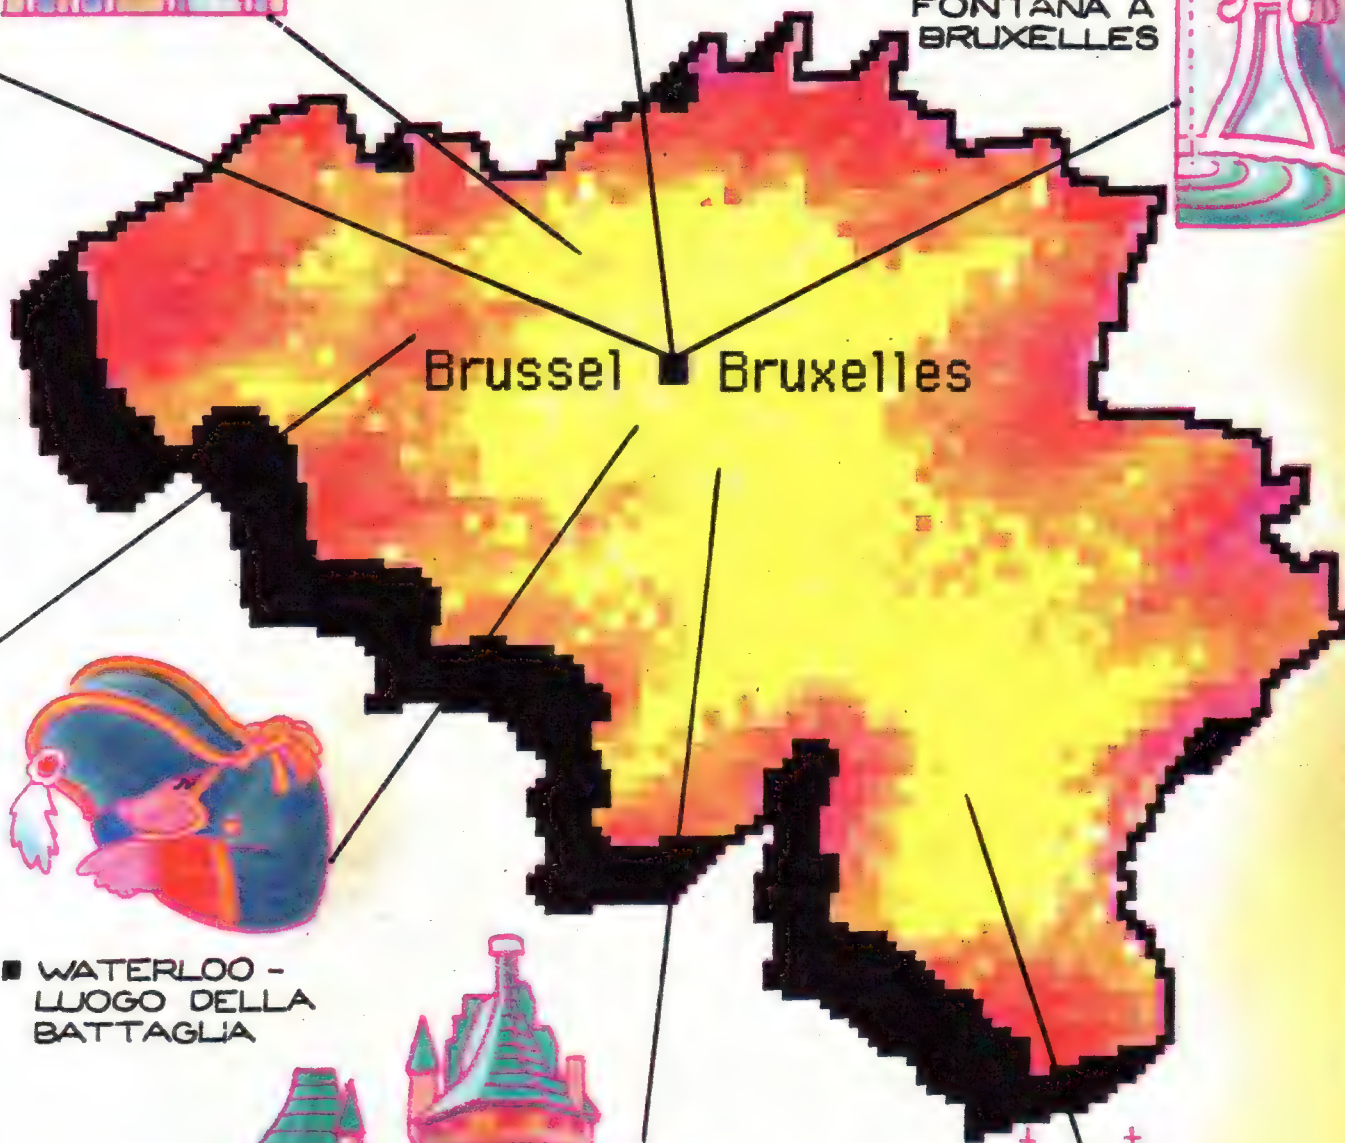 FONTANA A
BRUXELLES
Brussel Bruxelles
WATERLOO -
LUOGO DELLA
BATTAGLIA